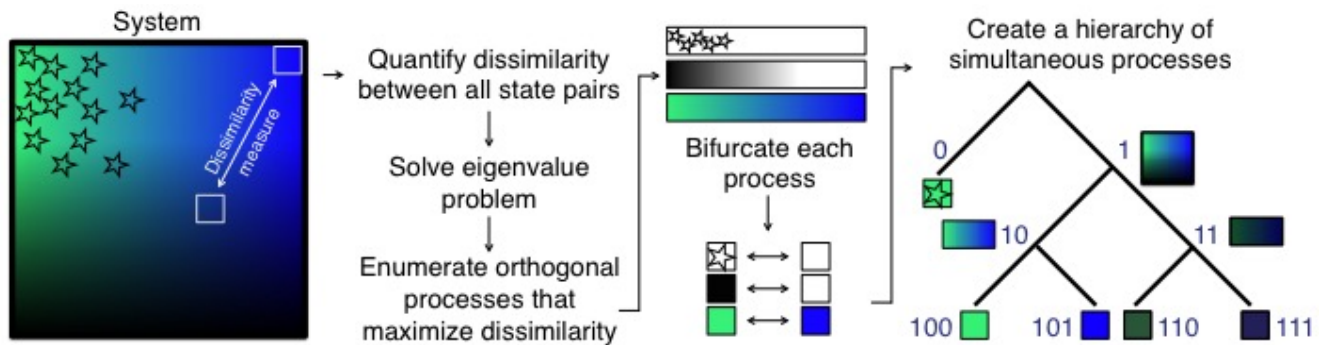 System
Dissimilarity
measure
Quantify dissimilarity
between all state pairs
Solve eigenvalue
problem
Enumerate orthogonal
processes that
maximize dissimilarity
Bifurcate each
process
Create a hierarchy of
simultaneous processes
0
1
10
11
100
101
110
111